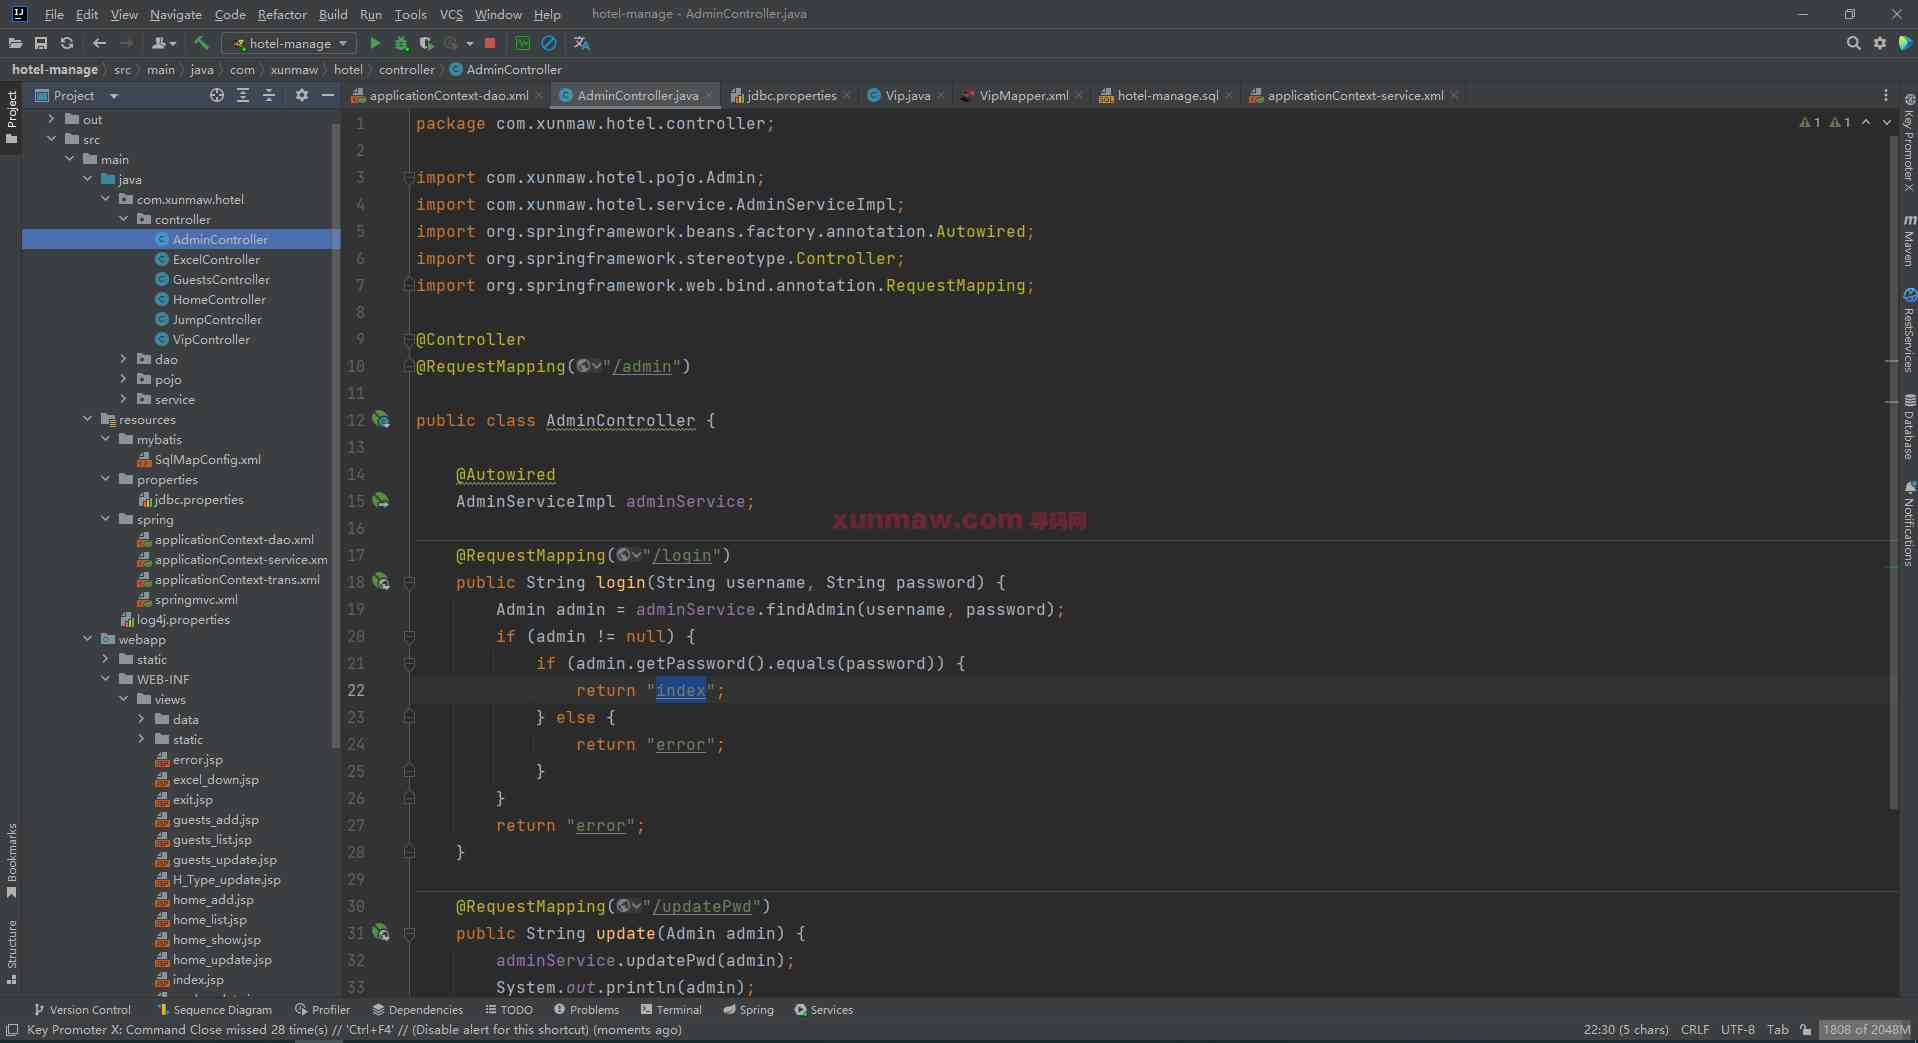 File Edit View Navigate Code Refactor Build Run Tools VCS Window Help hotel-manage - AdminController.java
hotel-manage
hotel-manage src main java com xunmaw hotel controller AdminController
Project
applicationContext-dao.xml AdminController.java jdbc.properties Vip.java VipMapper.xml hotel-manage.sql applicationContext-service.xml
Project
out
src
main
java
com.xunmaw.hotel
controller
AdminController
ExcelController
GuestsController
HomeController
JumpController
VipController
dao
pojo
service
resources
mybatis
SqlMapConfig.xml
properties
jdbc.properties
spring
applicationContext-dao.xml
applicationContext-service.xm
applicationContext-trans.xml
springmvc.xml
log4j.properties
webapp
static
WEB-INF
views
data
static
error.jsp
excel_down.jsp
exit.jsp
guests_add.jsp
guests_list.jsp
guests_update.jsp
H_Type_update.jsp
home_add.jsp
home_list.jsp
home_show.jsp
home_update.jsp
index.jsp
Bookmarks
Structure
1 package com.xunmaw.hotel.controller;
2
3 import com.xunmaw.hotel.pojo.Admin;
4 import com.xunmaw.hotel.service.AdminServiceImpl;
5 import org.springframework.beans.factory.annotation.Autowired;
6 import org.springframework.stereotype.Controller;
7 import org.springframework.web.bind.annotation.RequestMapping;
8
9 @Controller
10 @RequestMapping("/admin")
11
12 public class AdminController {
13
14 @Autowired
15 AdminServiceImpl adminService;
16
17 @RequestMapping("/login")
18 public String login(String username, String password) {
19 Admin admin = adminService.findAdmin(username, password);
20 if (admin != null) {
21 if (admin.getPassword().equals(password)) {
22 return "index";
23 } else {
24 return "error";
25 }
26 }
27 return "error";
28 }
29
30 @RequestMapping("/updatePwd")
31 public String update(Admin admin) {
32 adminService.updatePwd(admin);
33 System.out.println(admin);
1 1
xunmaw.com 寻码网
Key Promoter X
Maven
RestServices
Database
Notifications
Version Control Sequence Diagram Profiler Dependencies TODO Problems Terminal Spring Services
Key Promoter X: Command Close missed 28 time(s) // 'Ctrl+F4' // (Disable alert for this shortcut) (moments ago) 22:30 (5 chars) CRLF UTF-8 Tab 1808 of 2048M